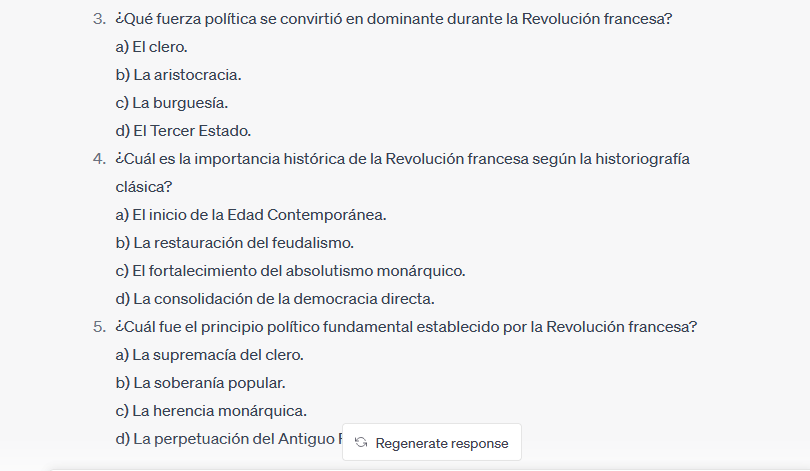 3. ¿Qué fuerza política se convirtió en dominante durante la Revolución francesa?
a) El clero.
b) La aristocracia.
c) La burguesía.
d) El Tercer Estado.
4. ¿Cuál es la importancia histórica de la Revolución francesa según la historiografía
clásica?
a) El inicio de la Edad Contemporánea.
b) La restauración del feudalismo.
c) El fortalecimiento del absolutismo monárquico.
d) La consolidación de la democracia directa.
5. ¿Cuál fue el principio político fundamental establecido por la Revolución francesa?
a) La supremacía del clero.
b) La soberanía popular.
c) La herencia monárquica.
d) La perpetuación del Antiguo
Regenerate response